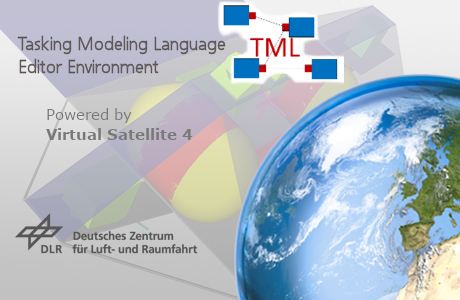 Tasking Modeling Language
Editor Environment
TML
Powered by
Virtual Satellite 4
DLR
Deutsches Zentrum
für Luft- und Raumfahrt